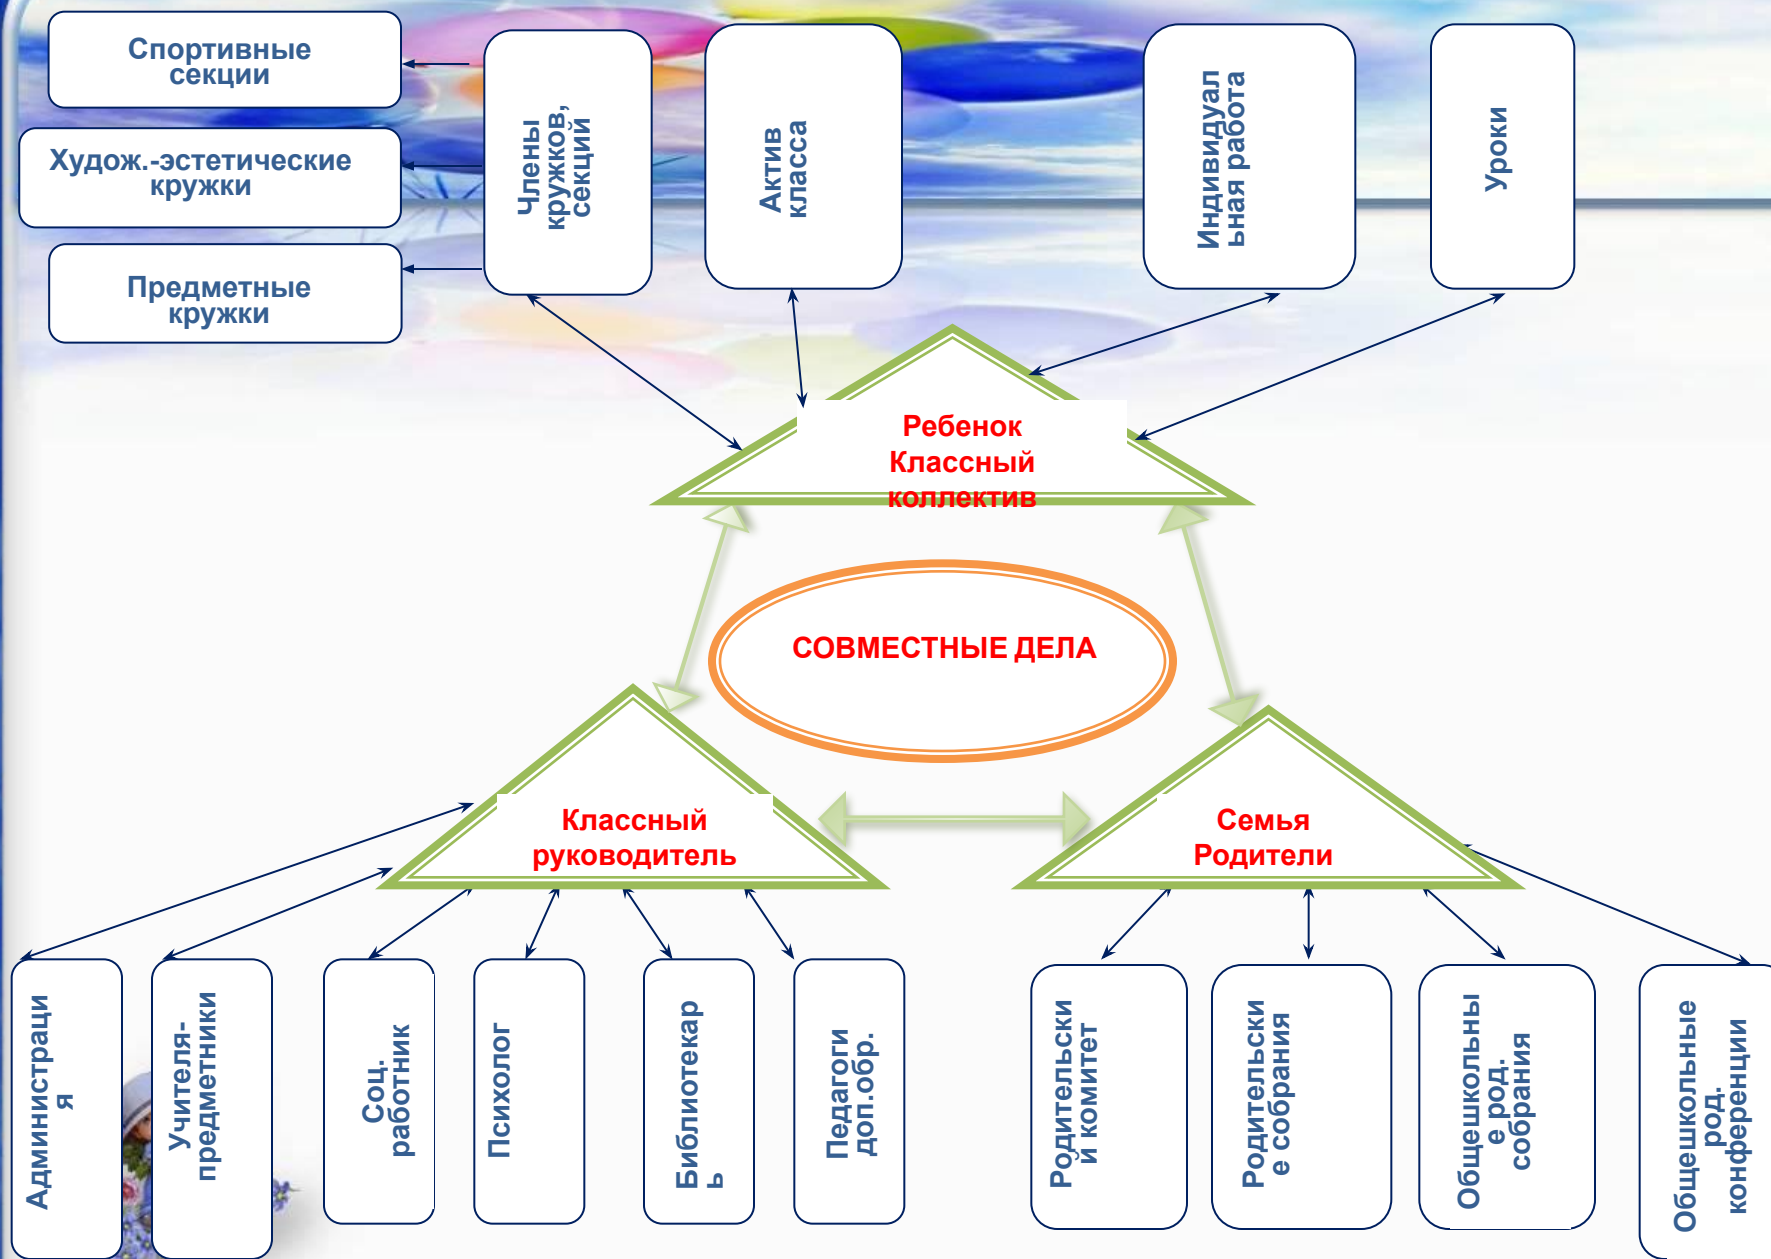 Спортивные
секции
Худож.-эстетические
кружки
Предметные
кружки
Члены
кружков,
секций
Актив
класса
Индивидуал
ьная работа
Уроки
Ребенок
Классный
коллектив
СОВМЕСТНЫЕ ДЕЛА
Классный
руководитель
Семья
Родители
Администраци
я
Учителя-
предметники
Соц.
работник
Психолог
Библиотекар
ь
Педагоги
доп.обр.
Родительски
й комитет
Родительски
е собрания
Общешкольны
е род.
собрания
Общешкольные
род.
конференции